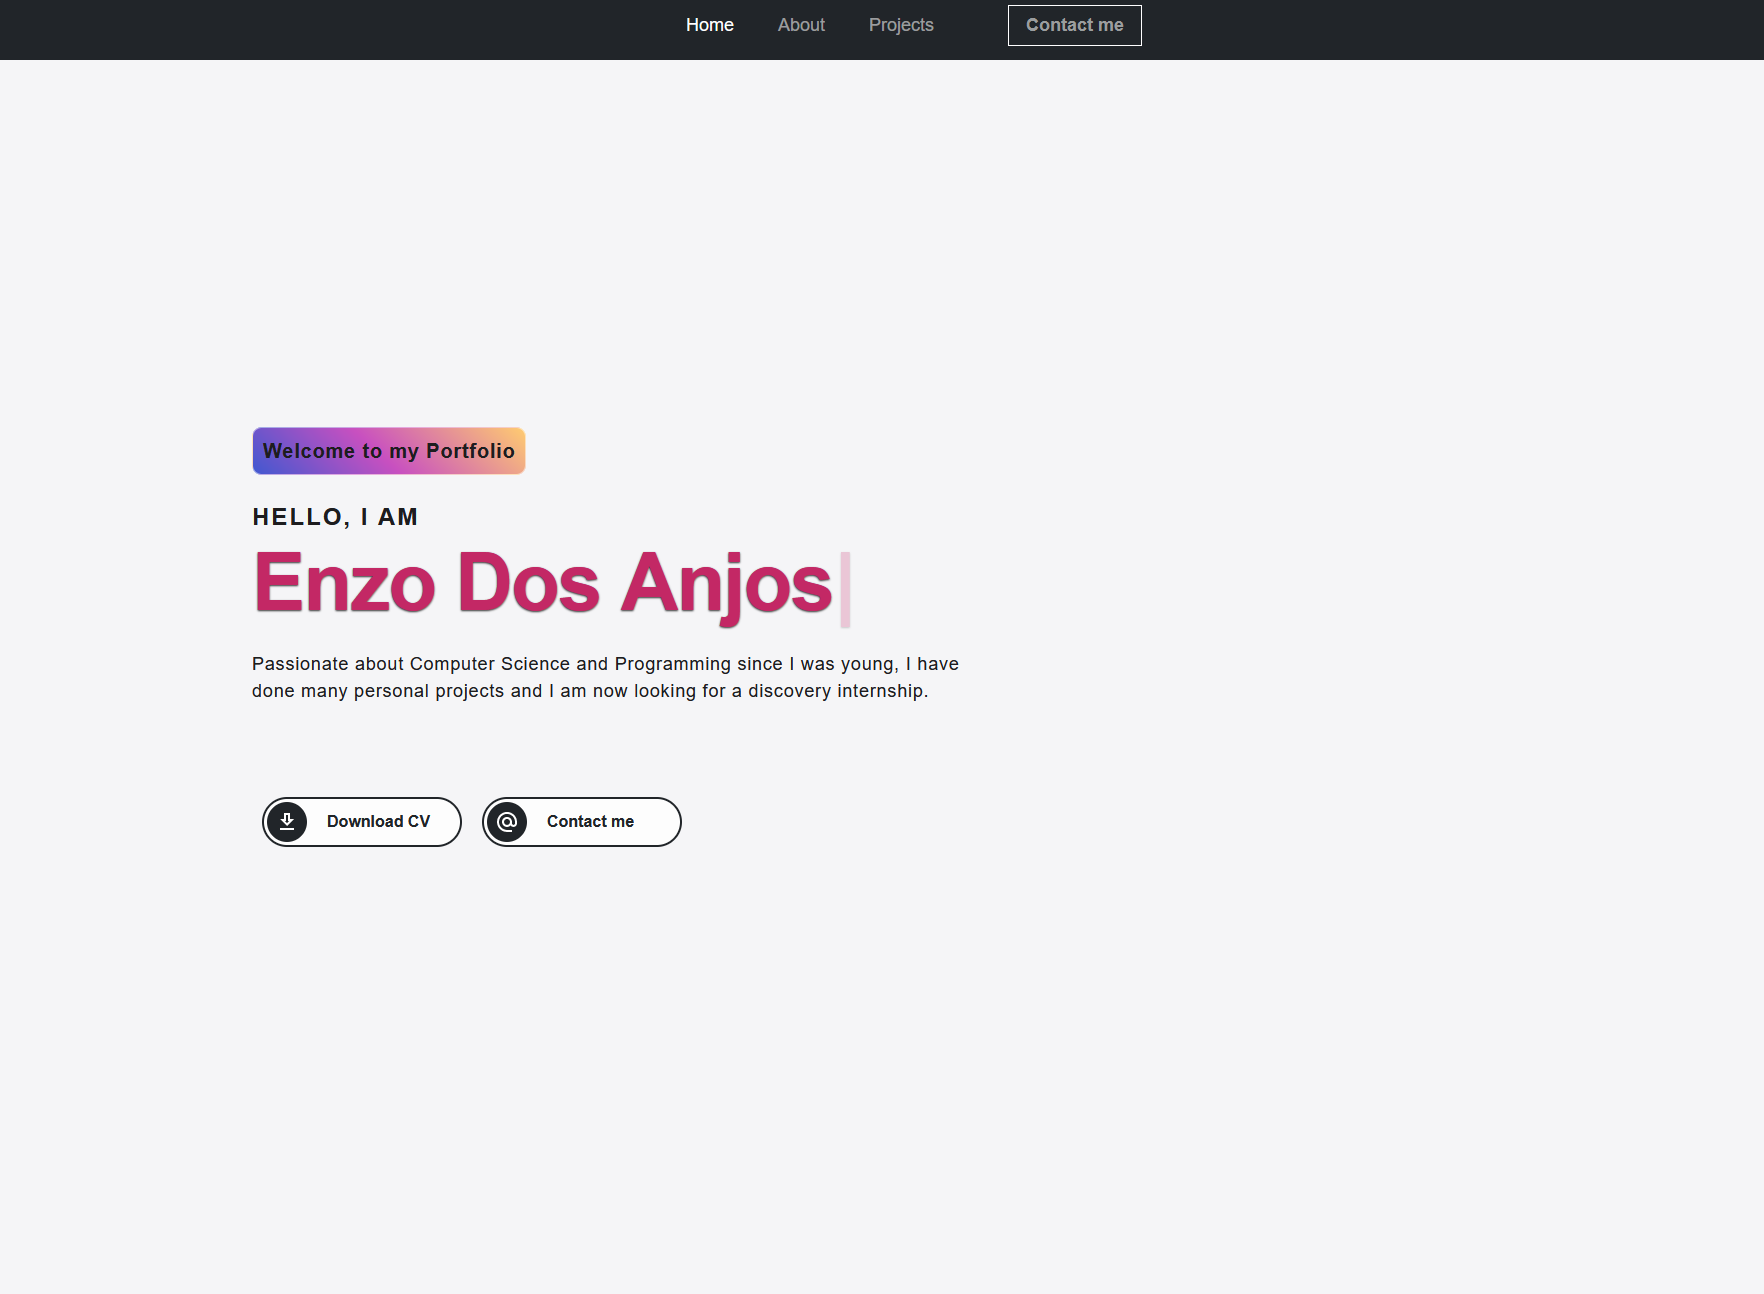 Home About Projects Contact me
Welcome to my Portfolio
HELLO, I AM
Enzo Dos Anjos|
Passionate about Computer Science and Programming since I was young, I have
done many personal projects and I am now looking for a discovery internship.
Download CV
Contact me